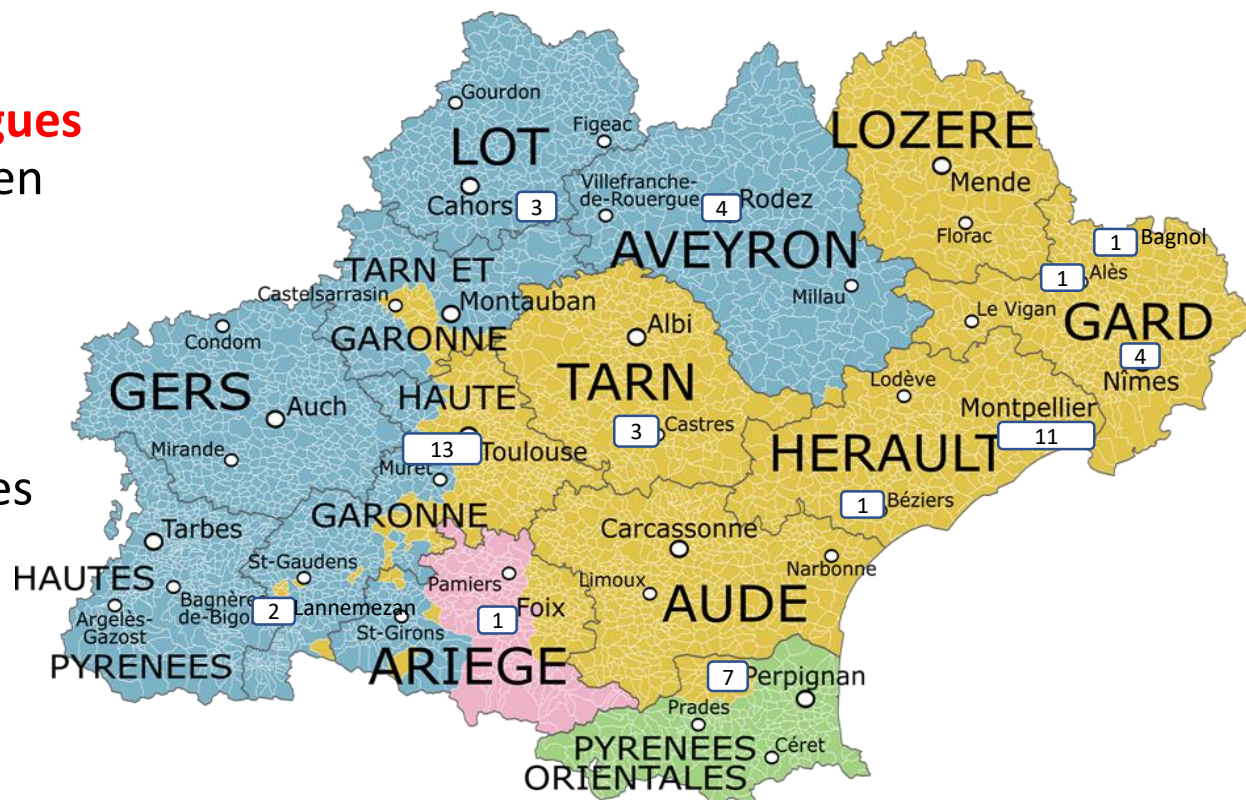 gues
en
es
Gourdon
Figeac
LOT
LOZERE
Mende
Villefranche-
de-Rouergue
4 Rodez
Cahors 3
Florac
1 Bagnol
AVEYRON
TARN ET
1 Alès
Castelsarrasin
Millau
Montauban
Le Vigan
GARD
Condom
GARONNE
Albi
4
Nîmes
GERS
HAUTE
TARN
Lodève
Auch
Montpellier
11
3 Castres
Mirande
13 Toulouse
HERAULT
Muret
1 Béziers
GARONNE
Tarbes
Carcassonne
St-Gaudens
Narbonne
HAUTES
Pamiers
Limoux
Bagnère
de-Bigo
2 Lannemezan
1 Foix
AUDE
Argelès-
Gazost
St-Girons
PYRENEES
ARIEGE
7 Perpignan
Prades
PYRENEES
ORIENTALES
Céret